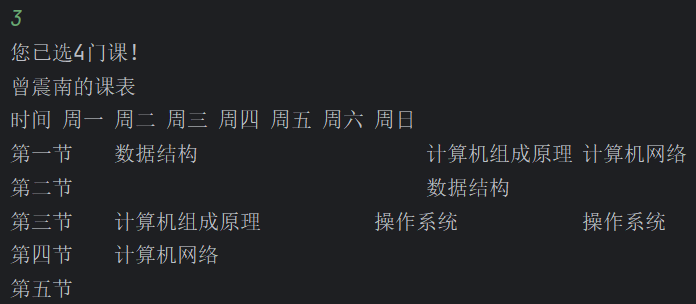 3
您已选4门课!
曾震南的课表
时间 周一 周二 周三 周四 周五 周六 周日
第一节 数据结构 计算机组成原理 计算机网络
第二节 数据结构
第三节 计算机组成原理 操作系统 操作系统
第四节 计算机网络
第五节